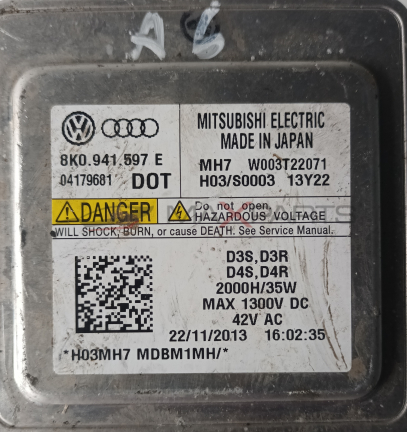 A6
8K0.941.597 E
04179681 DOT
MITSUBISHI ELECTRIC
MADE IN JAPAN
MH7 W003T22071
H03/S0003 13Y22
DANGER
Do not open.
HAZARDOUS VOLTAGE
WILL SHOCK, BURN, or cause DEATH. See Service Manual.
D3S,D3R
D4S,D4R
2000H/35W
MAX 1300V DC
42V AC
22/11/2013 16:02:35
*H03MH7 MDBM1MH/*